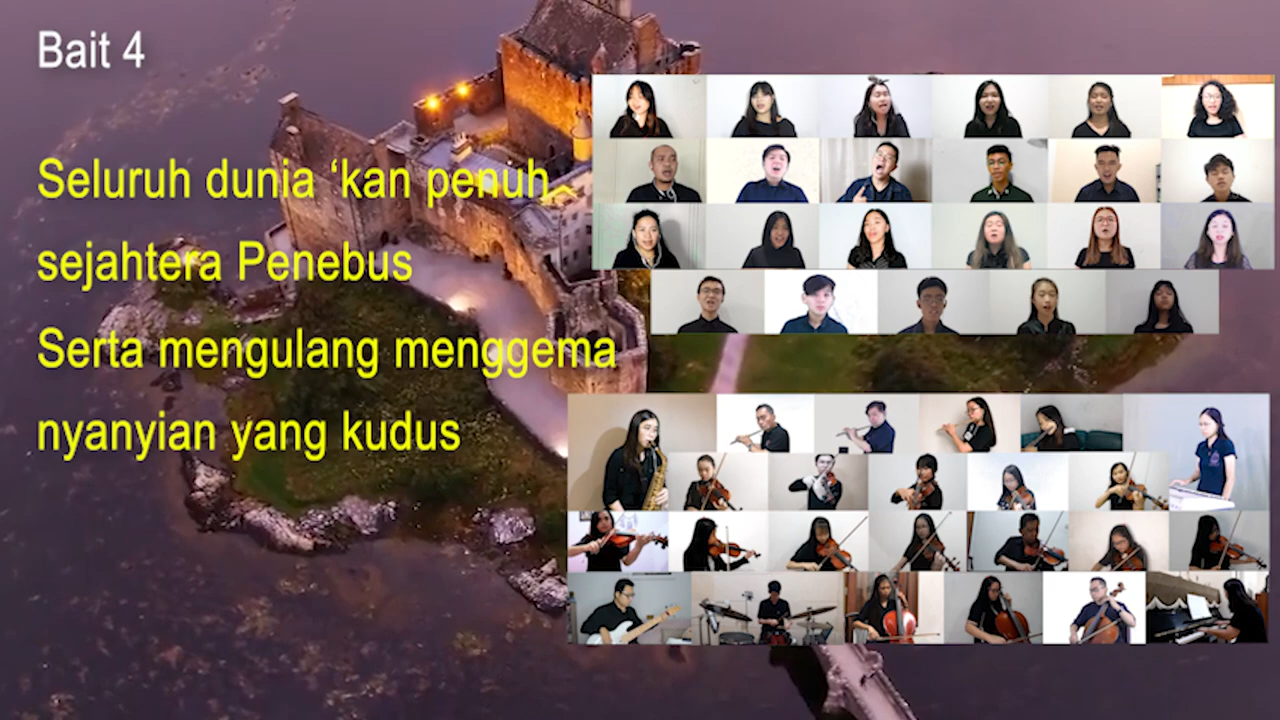 Bait 4
Seluruh dunia ‘kan penuh
sejahtera Penebus
Serta mengulang menggema
nyanyian yang kudus